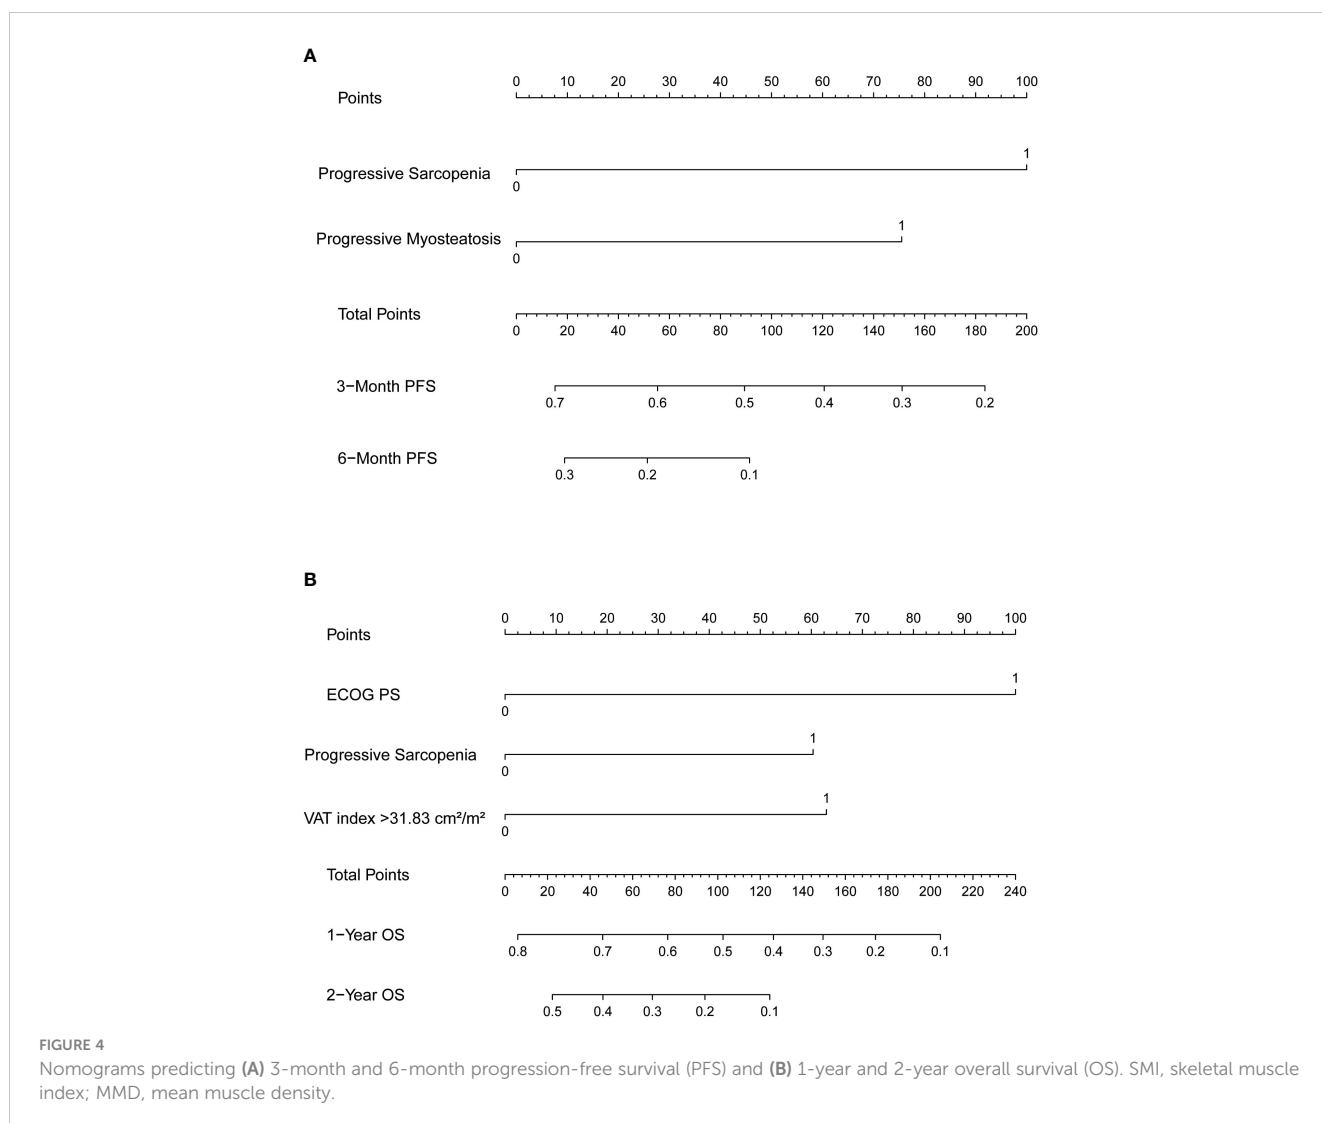 A
0 10 20 30 40 50 60 70 80 90 100
Points
1
Progressive Sarcopenia
0
1
Progressive Myosteatosis
0
Total Points
0 20 40 60 80 100 120 140 160 180 200
3−Month PFS
0.7 0.6 0.5 0.4 0.3 0.2
6−Month PFS
0.3 0.2 0.1
B
0 10 20 30 40 50 60 70 80 90 100
Points
1
ECOG PS
0
1
Progressive Sarcopenia
0
1
VAT index >31.83 cm²/m²
0
Total Points
0 20 40 60 80 100 120 140 160 180 200 220 240
1−Year OS
0.8 0.7 0.6 0.5 0.4 0.3 0.2 0.1
2−Year OS
0.5 0.4 0.3 0.2 0.1
FIGURE 4
Nomograms predicting (A) 3-month and 6-month progression-free survival (PFS) and (B) 1-year and 2-year overall survival (OS). SMI, skeletal muscle
index; MMD, mean muscle density.